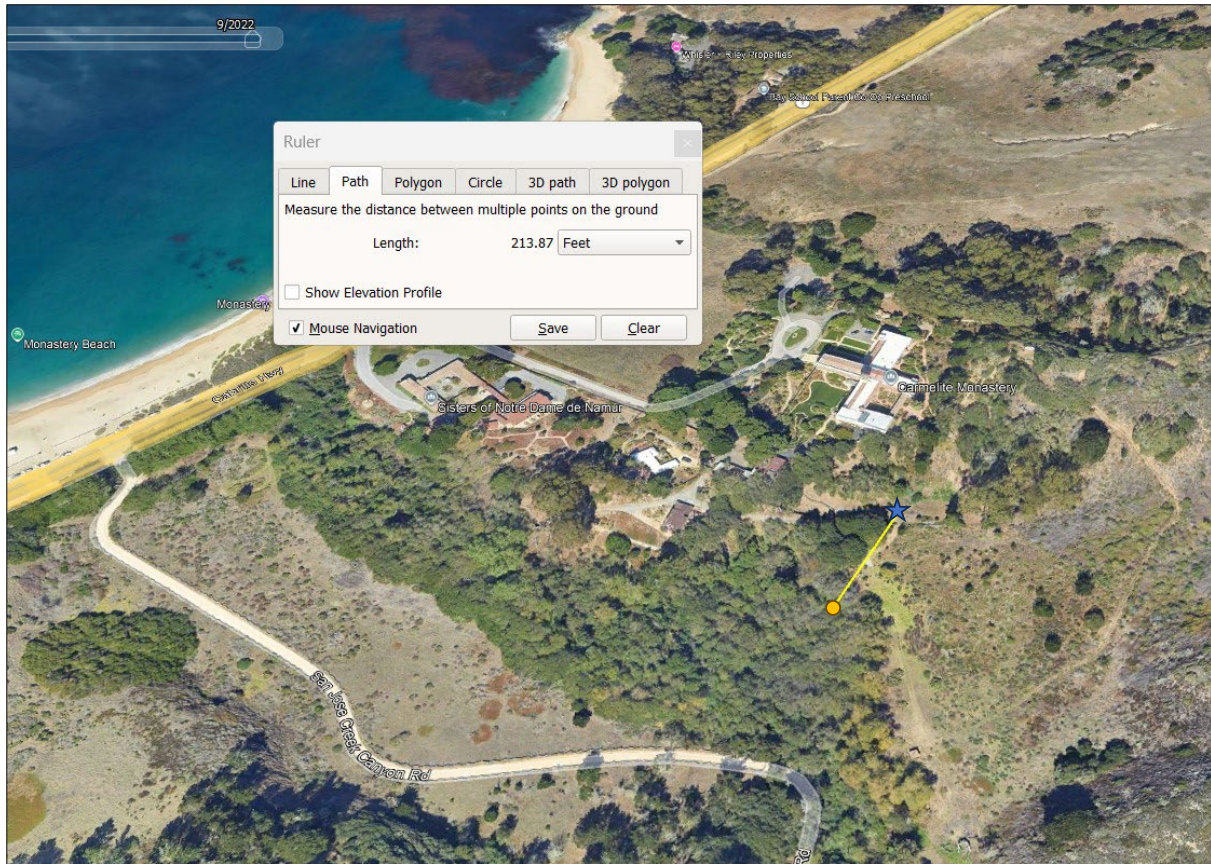 9/2022
Whisler - Riley Properties
Bay School Parent Co-Op Preschool
1
Ruler
Line Path Polygon Circle 3D path 3D polygon
Measure the distance between multiple points on the ground
Length: 213.87 Feet
Show Elevation Profile
Mouse Navigation Save Clear
Monastery
Monastery Beach
Cabrillo Hwy
Sisters of Notre Dame de Namur
Carmelite Monastery
San Jose Creek Canyon Rd
Rd